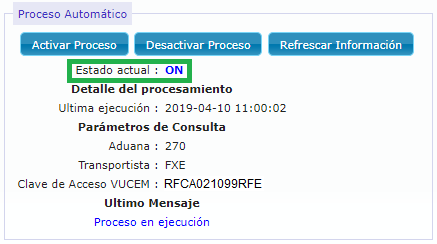 Proceso Automático
Activar Proceso Desactivar Proceso Refrescar Información
Estado actual : ON
Detalle del procesamiento
Ultima ejecución : 2019-04-10 11:00:02
Parámetros de Consulta
Aduana : 270
Transportista : FXE
Clave de Acceso VUCEM : RFCA021099RFE
Ultimo Mensaje
Proceso en ejecución